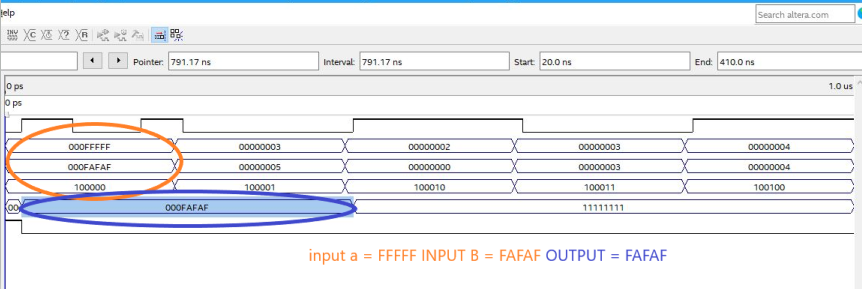 elp
Search altera.com
Pointer: 791.17 ns Interval: 791.17 ns Start: 20.0 ns End: 410.0 ns
0 ps 1.0 us
0 ps
000FFFFF 00000003 00000002 00000003 00000004
000FAFAF 00000005 00000000 00000003 00000004
100000 100001 100010 100011 100100
00 000FAFAF 11111111
input a = FFFFF INPUT B = FAFAF OUTPUT = FAFAF